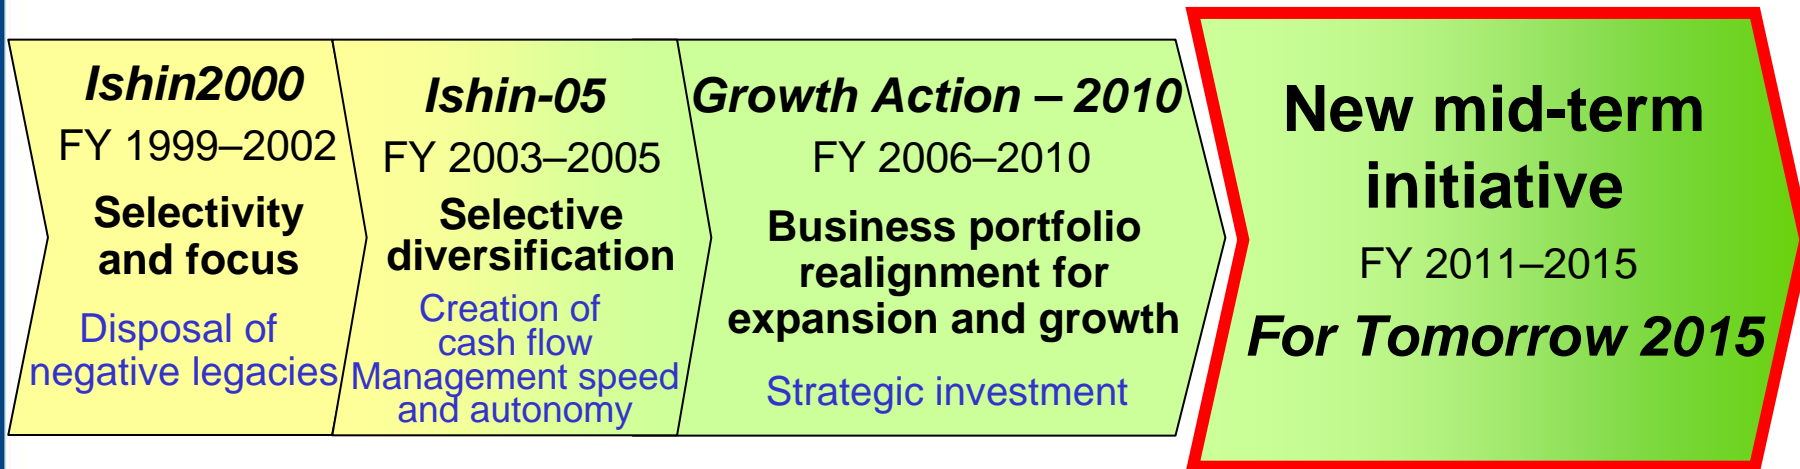 Ishin2000
FY 1999–2002
Selectivity
and focus
Disposal of
negative legacies
Ishin-05
FY 2003–2005
Selective
diversification
Creation of
cash flow
Management speed
and autonomy
Growth Action – 2010
FY 2006–2010
Business portfolio
realignment for
expansion and growth
Strategic investment
New mid-term
initiative
FY 2011–2015
For Tomorrow 2015